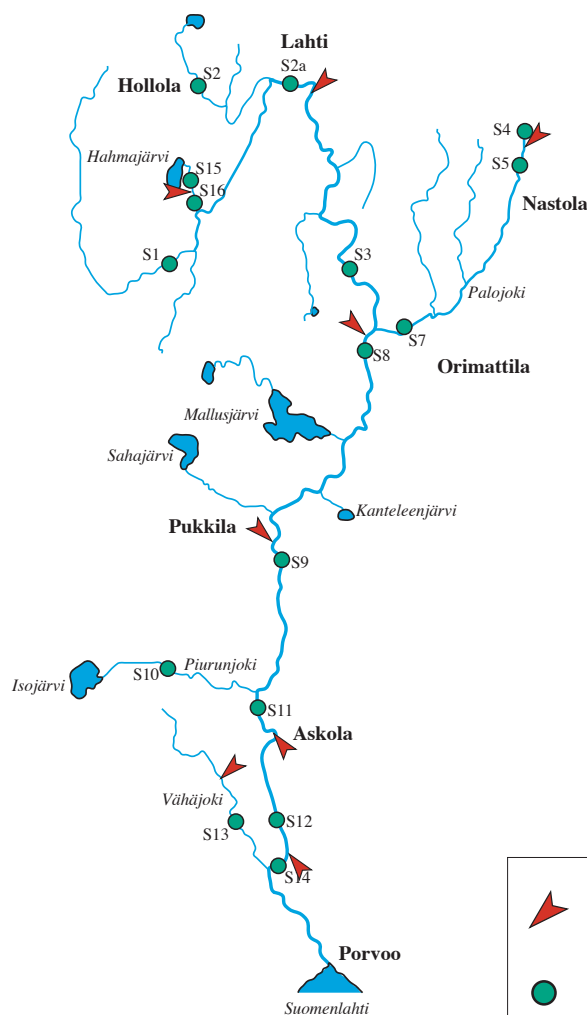 Lahti
S2a
S2
Hollola
S4
Hahmajärvi
S15
S5
S16
Nastola
S1
S3
Palojoki
S7
S8
Orimattila
Mallusjärvi
Sahajärvi
Kanteleenjärvi
Pukkila
S9
Piurunjoki
S10
Isojärvi
S11
Askola
Vähäjoki
S12
S13
S14
Porvoo
Suomenlahti